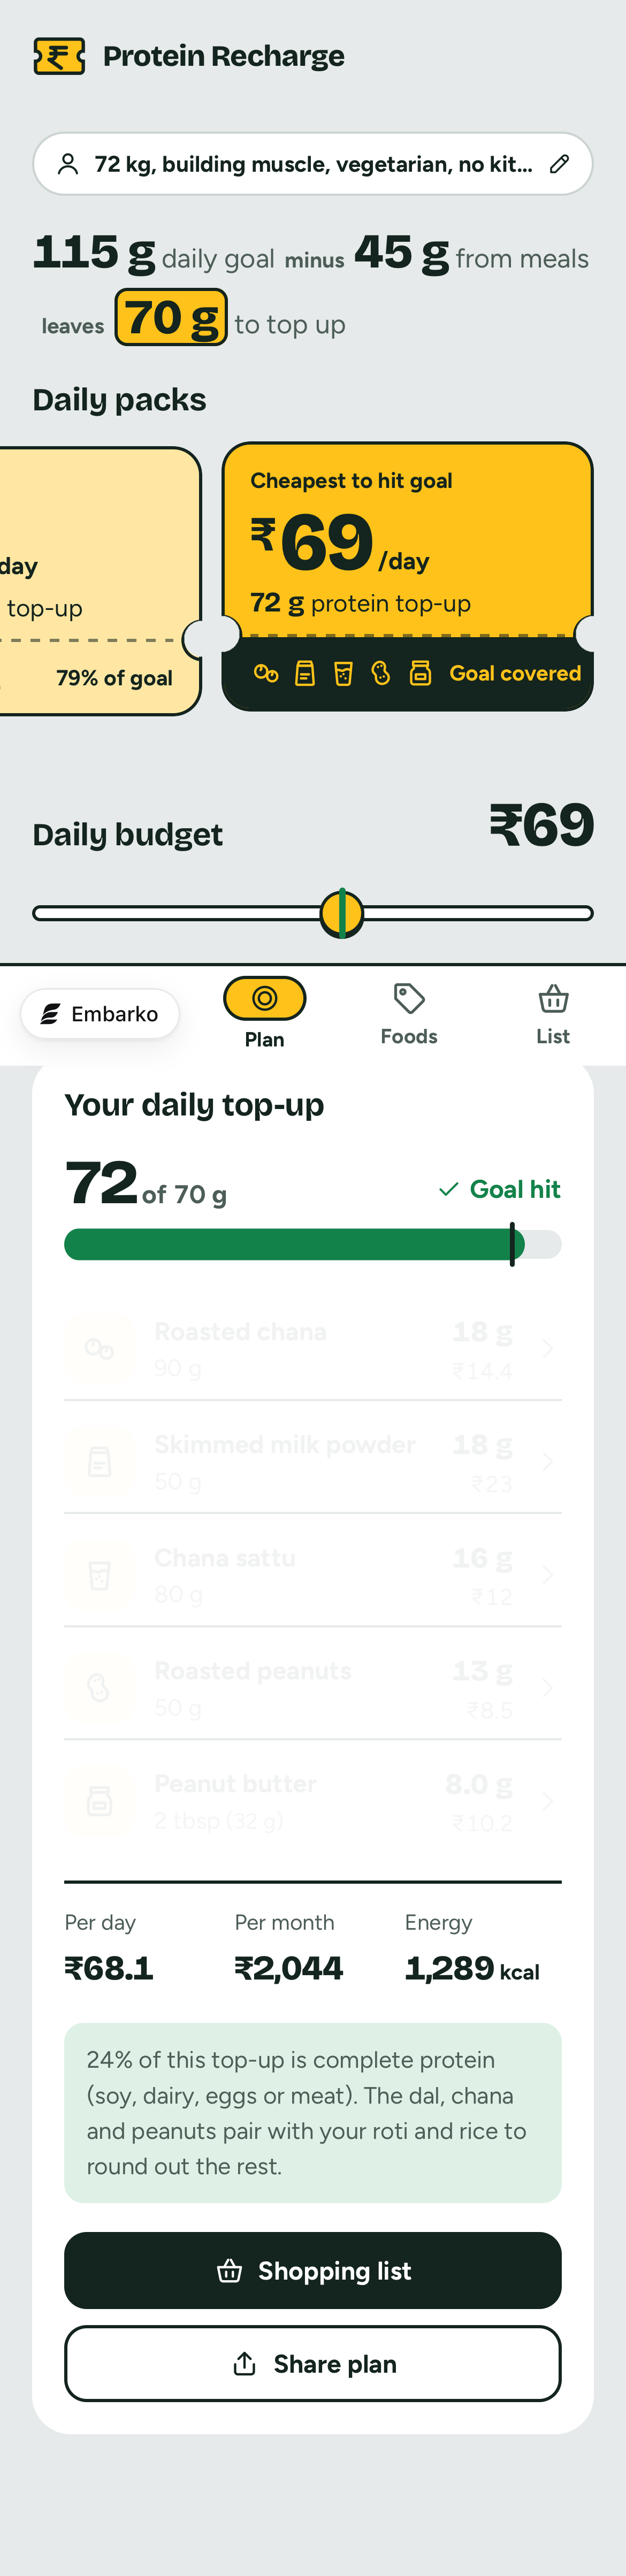 ₹ Protein Recharge
72 kg, building muscle, vegetarian, no kit...
115 g daily goal minus 45 g from meals
leaves 70 g to top up
Daily packs
day
top-up
79% of goal
Cheapest to hit goal
₹69/day
72 g protein top-up
Goal covered
Daily budget ₹69
Embarko
Plan
Foods
List
Your daily top-up
72 of 70 g
Goal hit
Roasted chana 18 g
90 g ₹14.4
Skimmed milk powder 18 g
50 g ₹23
Chana sattu 16 g
80 g ₹12
Roasted peanuts 13 g
50 g ₹8.5
Peanut butter 8.0 g
2 tbsp (32 g) ₹10.2
Per day Per month Energy
₹68.1 ₹2,044 1,289 kcal
24% of this top-up is complete protein
(soy, dairy, eggs or meat). The dal, chana
and peanuts pair with your roti and rice to
round out the rest.
Shopping list
Share plan